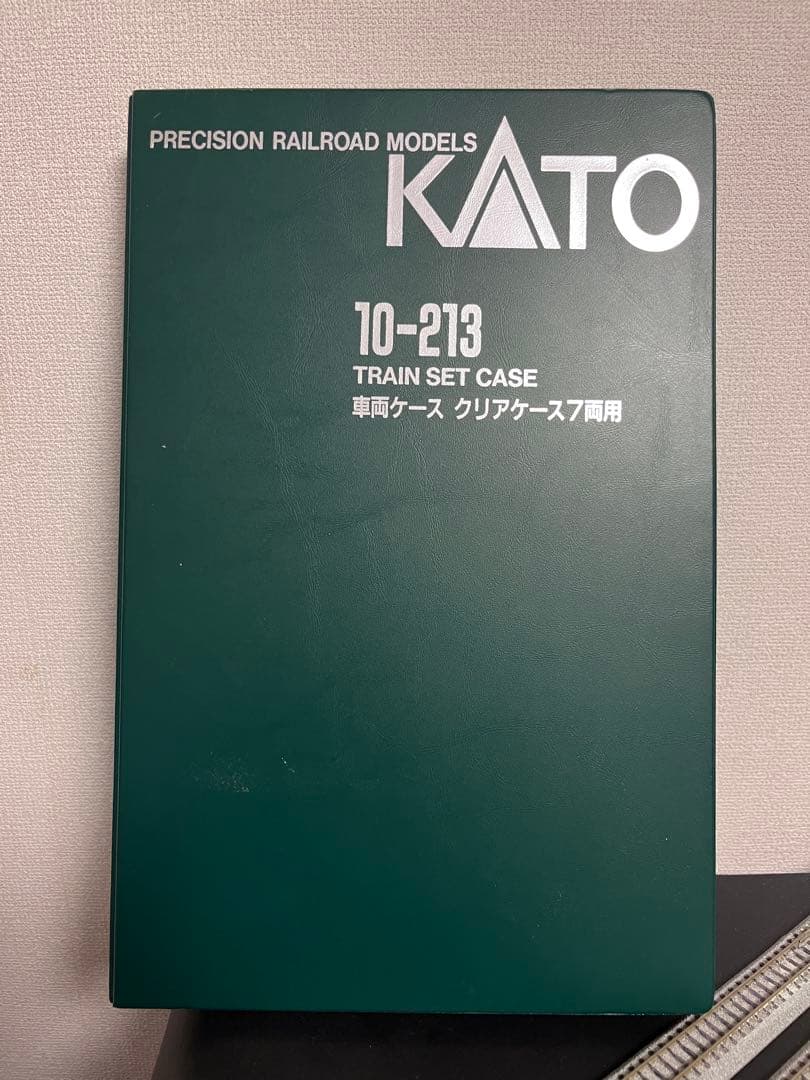 PRECISION RAILROAD MODELS
KATO
10-213
TRAIN SET CASE
車両ケース クリアケース7両用